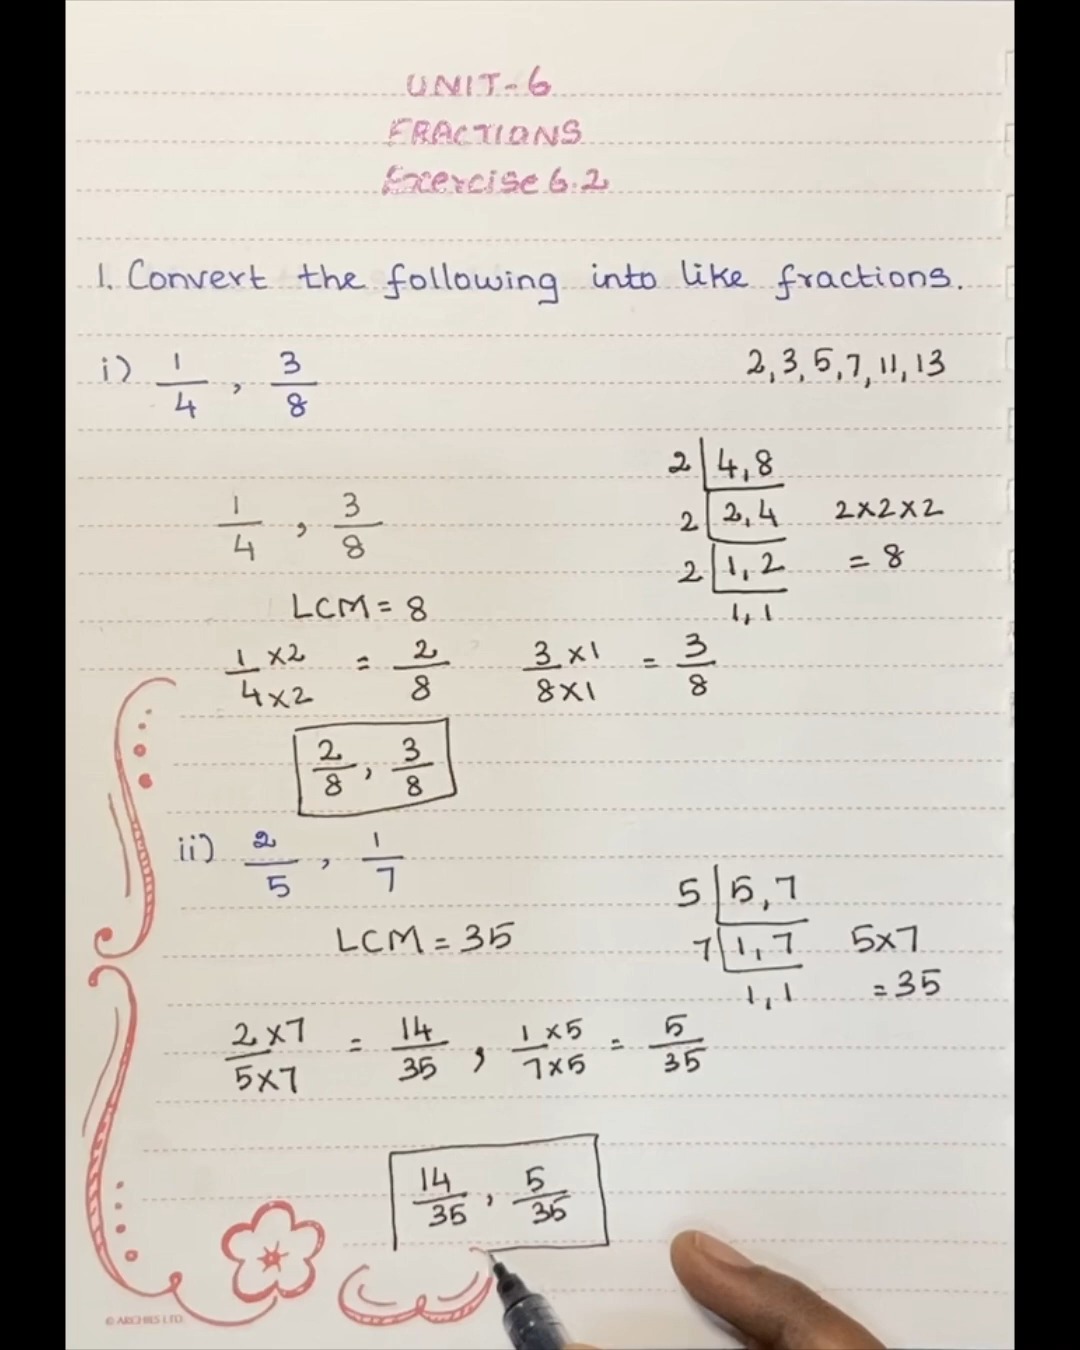 UNIT-6
FRACTIONS
Exercise 6.2
1. Convert the following into like fractions.
i) 1/4 , 3/8
2, 3, 5, 7, 11, 13
1/4 , 3/8
2 | 4, 8
2 | 2, 4
2 | 1, 2
1, 1
2×2×2
= 8
LCM = 8
1×2/4×2 = 2/8 3×1/8×1 = 3/8
2/8 , 3/8
ii) 2/5 , 1/7
LCM = 35
5 | 5, 7
7 | 1, 7
1, 1
5×7
= 35
2×7/5×7 = 14/35 , 1×5/7×5 = 5/35
14/35 , 5/35
© ARCHIES LTD.